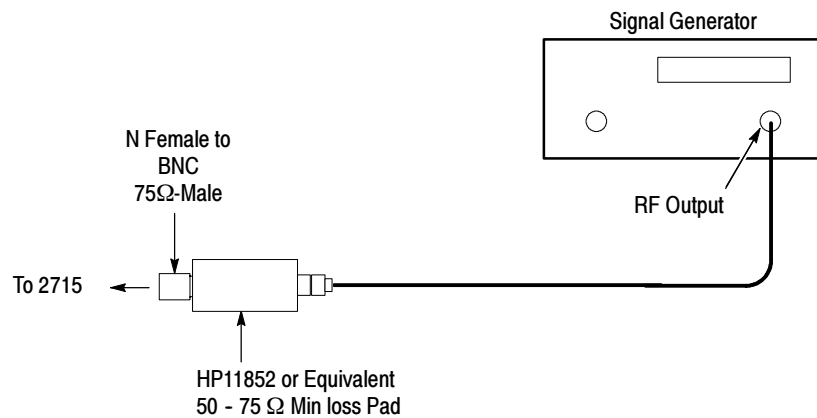 Signal Generator
N Female to
BNC
75Ω-Male
RF Output
To 2715
HP11852 or Equivalent
50 - 75 Ω Min loss Pad